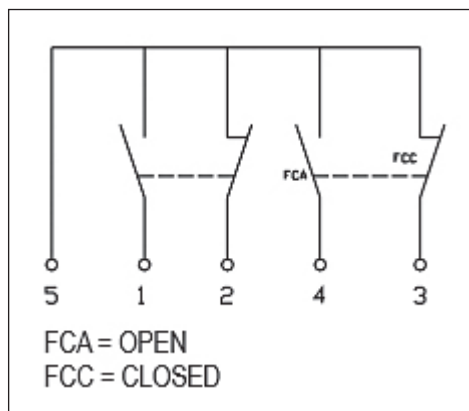 FCC
FCA
5 1 2 4 3
FCA = OPEN
FCC = CLOSED